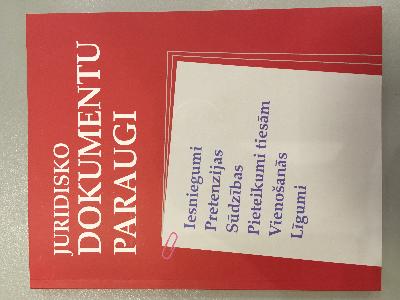 JURIDISKO
DOKUMENTU
PARAUGI
Iesniegumi
Pretenzijas
Sūdzības
Pieteikumi tiesām
Vienošanās
Līgumi